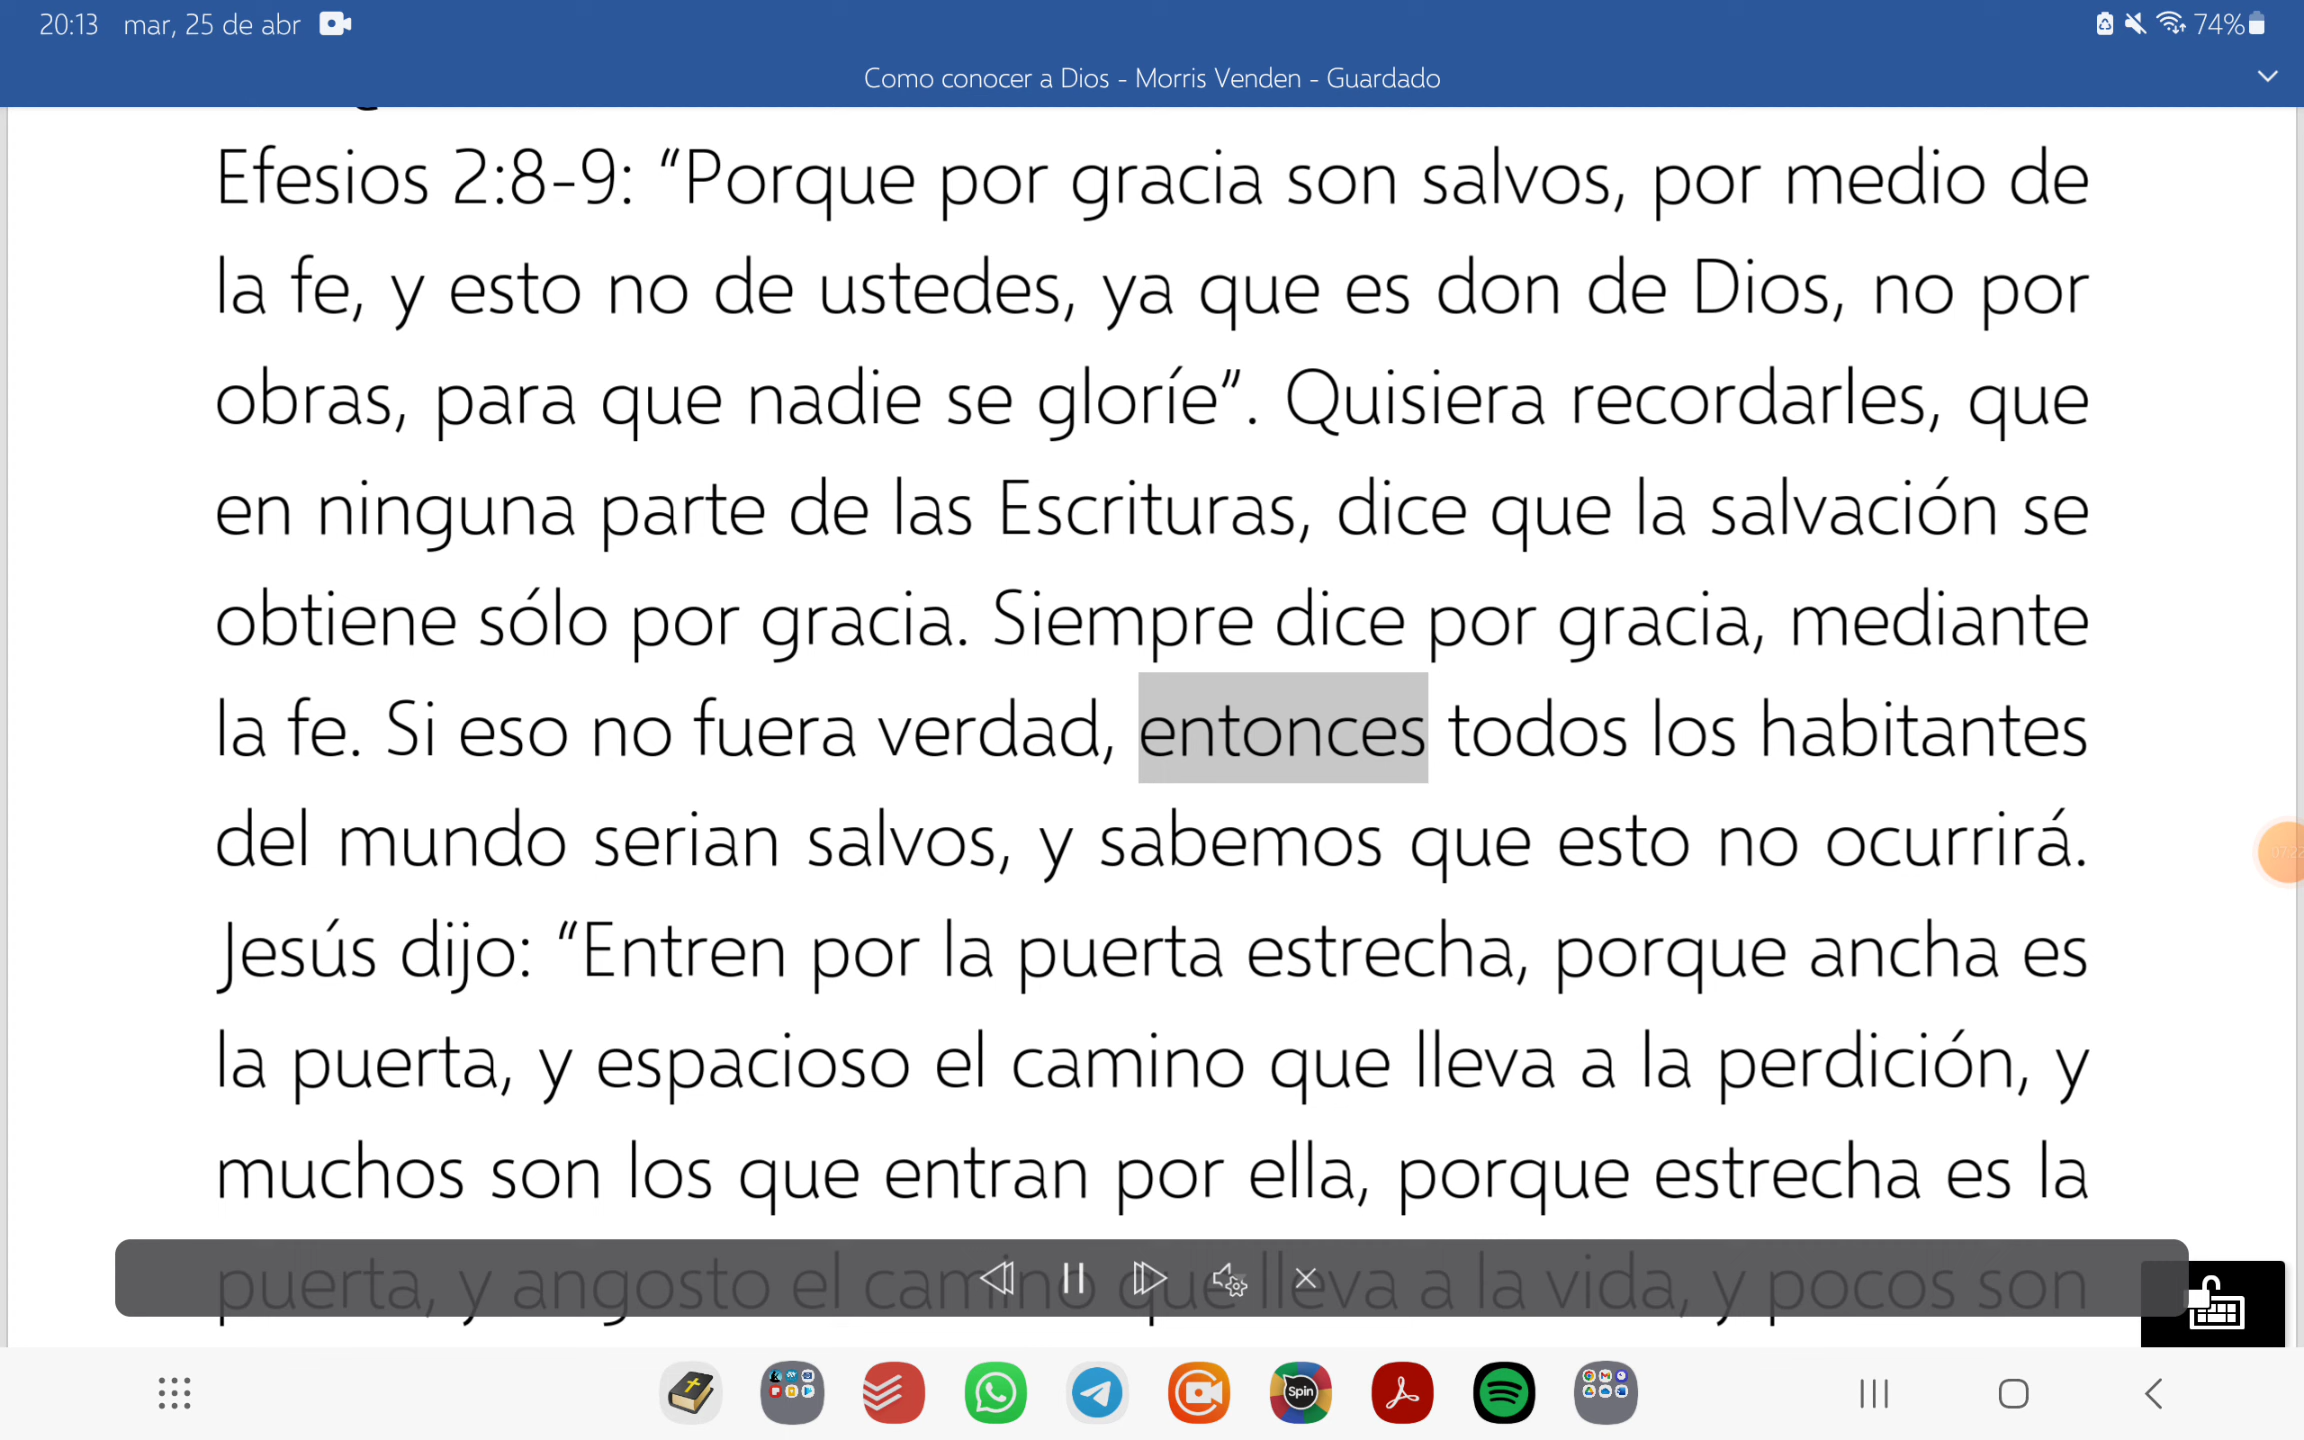 20:13 mar, 25 de abr 74%
Como conocer a Dios - Morris Venden - Guardado
Efesios 2:8-9: “Porque por gracia son salvos, por medio de
la fe, y esto no de ustedes, ya que es don de Dios, no por
obras, para que nadie se gloríe”. Quisiera recordarles, que
en ninguna parte de las Escrituras, dice que la salvación se
obtiene sólo por gracia. Siempre dice por gracia, mediante
la fe. Si eso no fuera verdad, entonces todos los habitantes
del mundo serian salvos, y sabemos que esto no ocurrirá.
Jesús dijo: “Entren por la puerta estrecha, porque ancha es
la puerta, y espacioso el camino que lleva a la perdición, y
muchos son los que entran por ella, porque estrecha es la
puerta, y angosto el camino que lleva a la vida, y pocos son
Spin